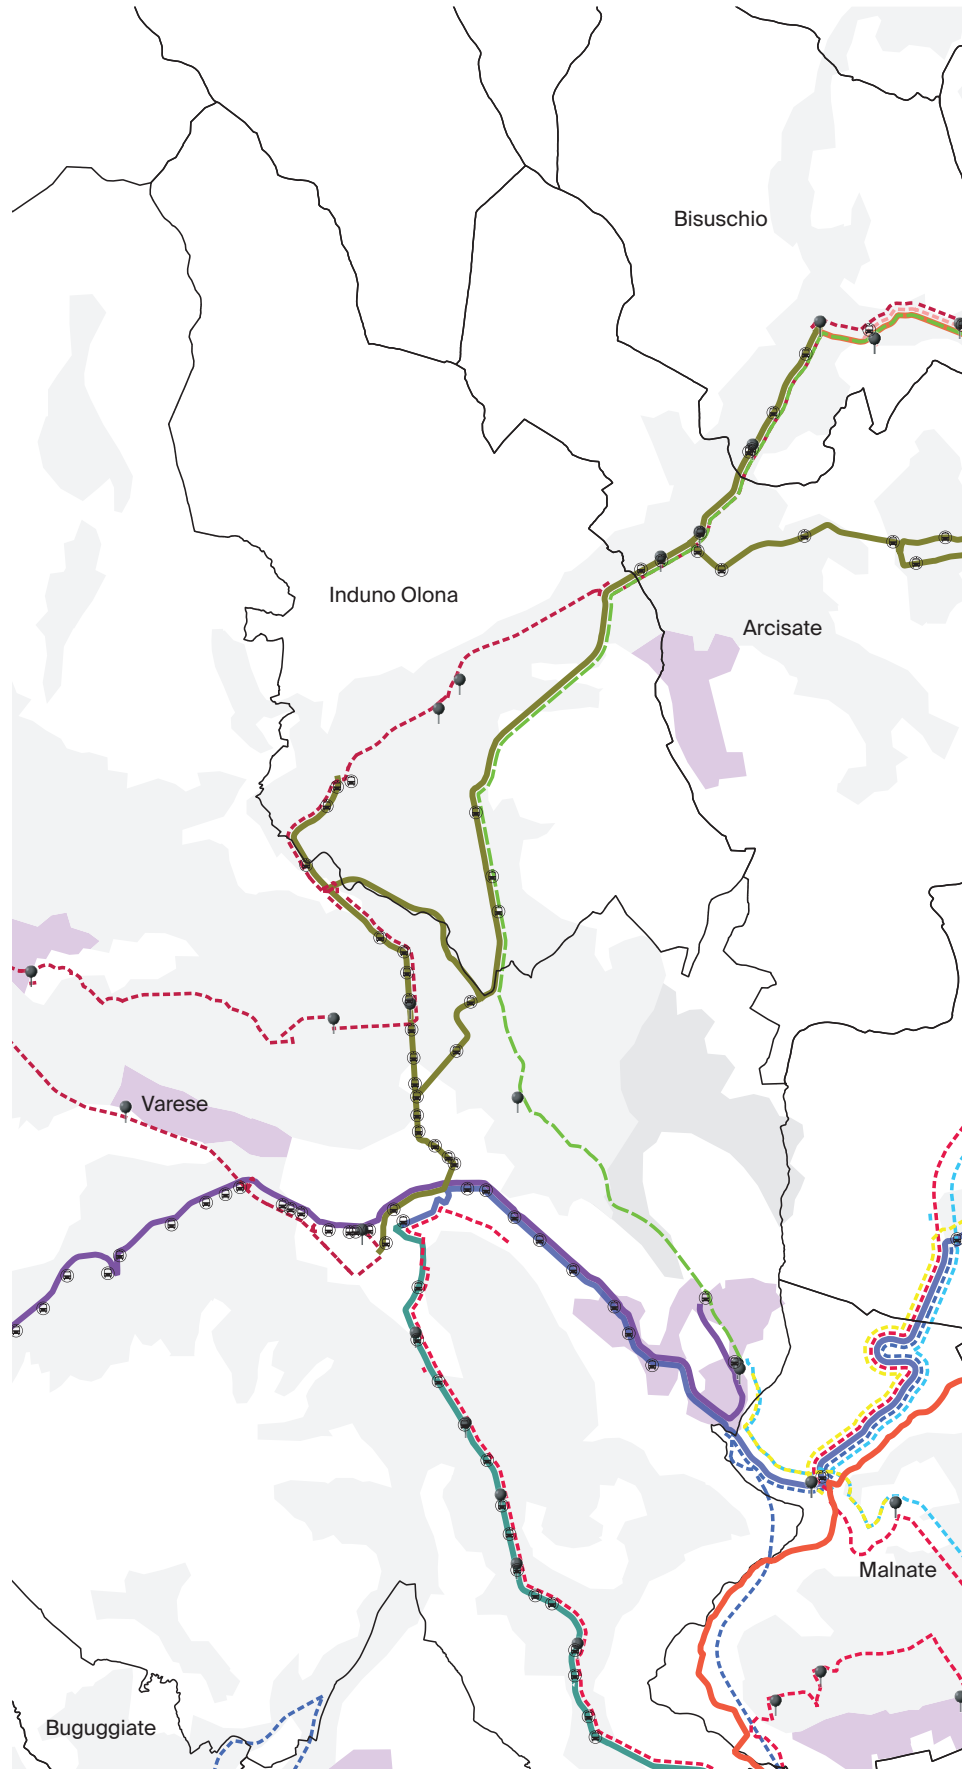 Bisuschio
Induno Olona
Arcisate
Varese
Malnate
Buguggiate